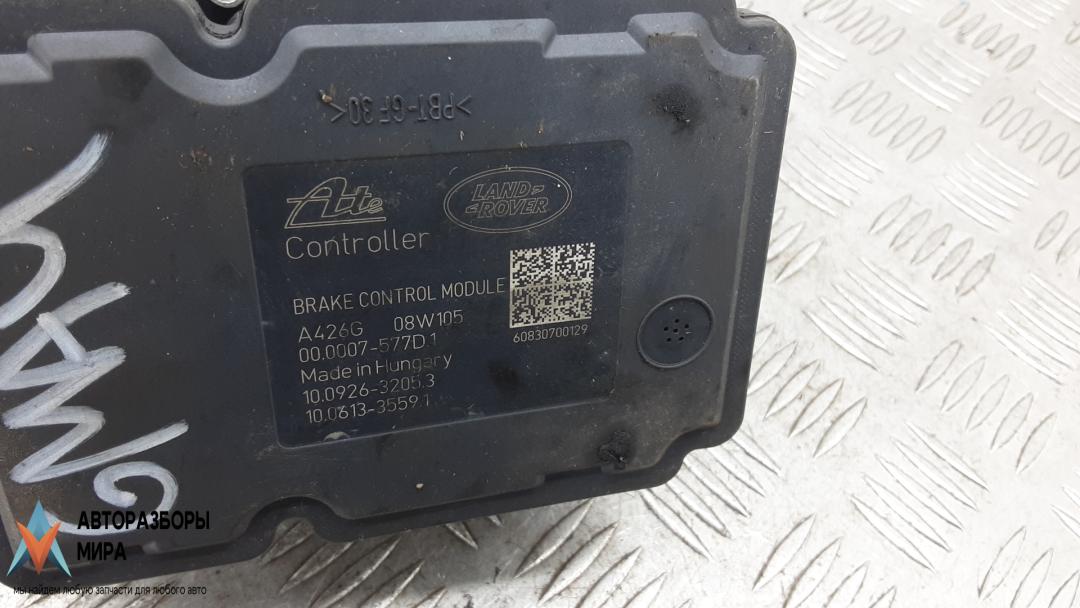 >PBT-GF30<
Ate
LAND
ROVER
Controller
BRAKE CONTROL MODULE
A426G 08W105
00.0007-577D.1
Made in Hungary
10.0926-3205.3
10.0613-3559.1
60830700129
АВТОРАЗБОРЫ
МИРА
мы найдем любую запчасти для любого авто